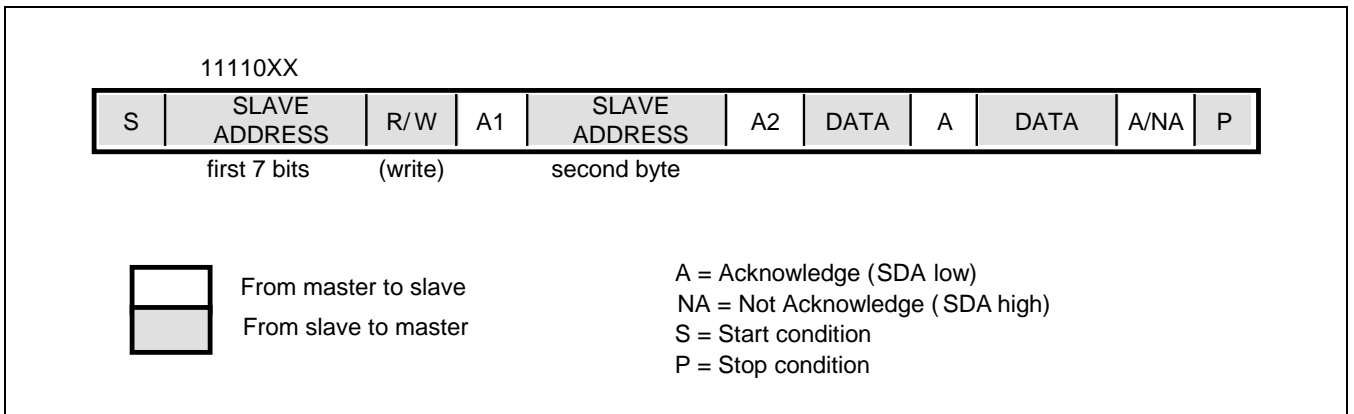 11110XX
S SLAVE ADDRESS R/W A1 SLAVE ADDRESS A2 DATA A DATA A/NA P
first 7 bits (write) second byte
From master to slave
From slave to master
A = Acknowledge (SDA low)
NA = Not Acknowledge (SDA high)
S = Start condition
P = Stop condition